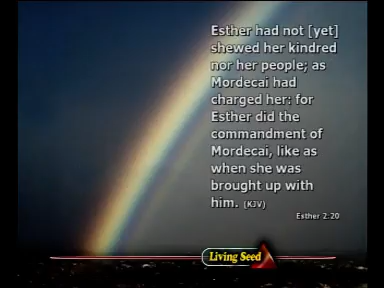 Esther had not [yet]
shewed her kindred
nor her people; as
Mordecai had
charged her: for
Esther did the
commandment of
Mordecai, like as
when she was
brought up with
him. (KJV)
Esther 2:20
Living Seed